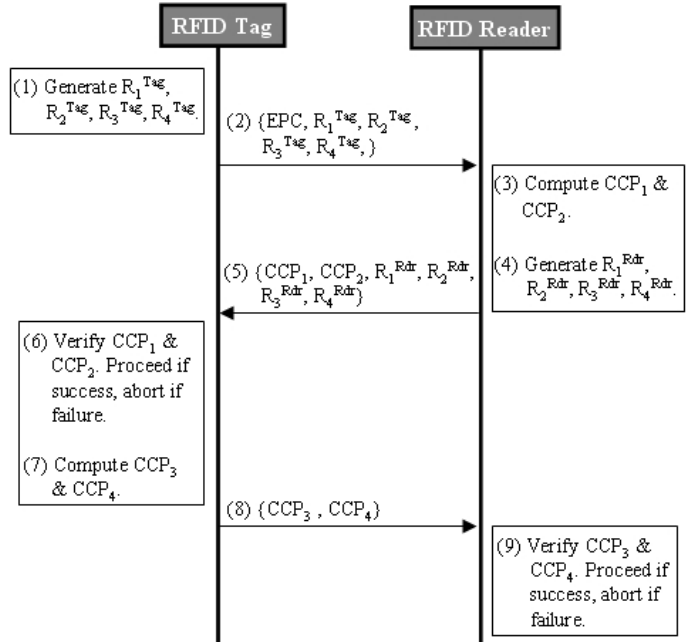 RFID Tag
RFID Reader
(1) Generate R₁ᵀᵃᵍ,
R₂ᵀᵃᵍ, R₃ᵀᵃᵍ, R₄ᵀᵃᵍ.
(2) {EPC, R₁ᵀᵃᵍ, R₂ᵀᵃᵍ,
R₃ᵀᵃᵍ, R₄ᵀᵃᵍ, }
(3) Compute CCP₁ &
CCP₂.
(4) Generate R₁ᴿᵈʳ,
R₂ᴿᵈʳ, R₃ᴿᵈʳ, R₄ᴿᵈʳ.
(5) {CCP₁, CCP₂, R₁ᴿᵈʳ, R₂ᴿᵈʳ,
R₃ᴿᵈʳ, R₄ᴿᵈʳ}
(6) Verify CCP₁ &
CCP₂. Proceed if
success, abort if
failure.
(7) Compute CCP₃
& CCP₄.
(8) {CCP₃ , CCP₄}
(9) Verify CCP₃ &
CCP₄. Proceed if
success, abort if
failure.